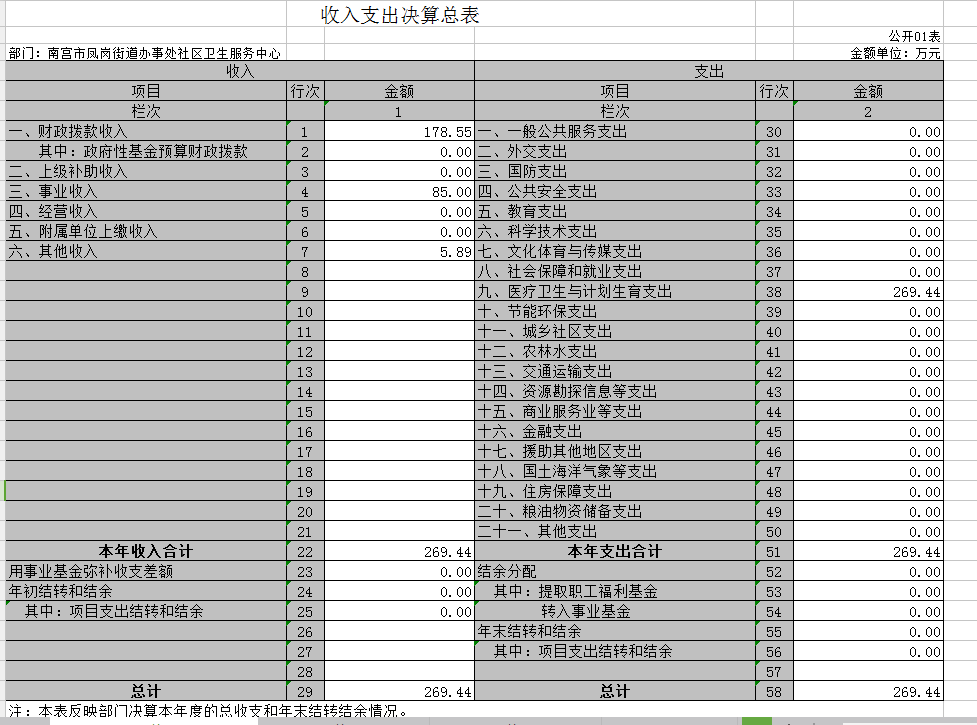 收入支出决算总表
公开01表
部门：南宫市凤岗街道办事处社区卫生服务中心 金额单位：万元
收入 支出
项目 行次 金额 项目 行次 金额
栏次 1 栏次 2
一、财政拨款收入 1 178.55 一、一般公共服务支出 30 0.00
其中：政府性基金预算财政拨款 2 0.00 二、外交支出 31 0.00
二、上级补助收入 3 0.00 三、国防支出 32 0.00
三、事业收入 4 85.00 四、公共安全支出 33 0.00
四、经营收入 5 0.00 五、教育支出 34 0.00
五、附属单位上缴收入 6 0.00 六、科学技术支出 35 0.00
六、其他收入 7 5.89 七、文化体育与传媒支出 36 0.00
8 八、社会保障和就业支出 37 0.00
9 九、医疗卫生与计划生育支出 38 269.44
10 十、节能环保支出 39 0.00
11 十一、城乡社区支出 40 0.00
12 十二、农林水支出 41 0.00
13 十三、交通运输支出 42 0.00
14 十四、资源勘探信息等支出 43 0.00
15 十五、商业服务业等支出 44 0.00
16 十六、金融支出 45 0.00
17 十七、援助其他地区支出 46 0.00
18 十八、国土海洋气象等支出 47 0.00
19 十九、住房保障支出 48 0.00
20 二十、粮油物资储备支出 49 0.00
21 二十一、其他支出 50 0.00
本年收入合计 22 269.44 本年支出合计 51 269.44
用事业基金弥补收支差额 23 0.00 结余分配 52 0.00
年初结转和结余 24 0.00 其中：提取职工福利基金 53 0.00
其中：项目支出结转和结余 25 0.00 转入事业基金 54 0.00
26 年末结转和结余 55 0.00
27 其中：项目支出结转和结余 56 0.00
28 57
总计 29 269.44 总计 58 269.44
注：本表反映部门决算本年度的总收支和年末结转结余情况。